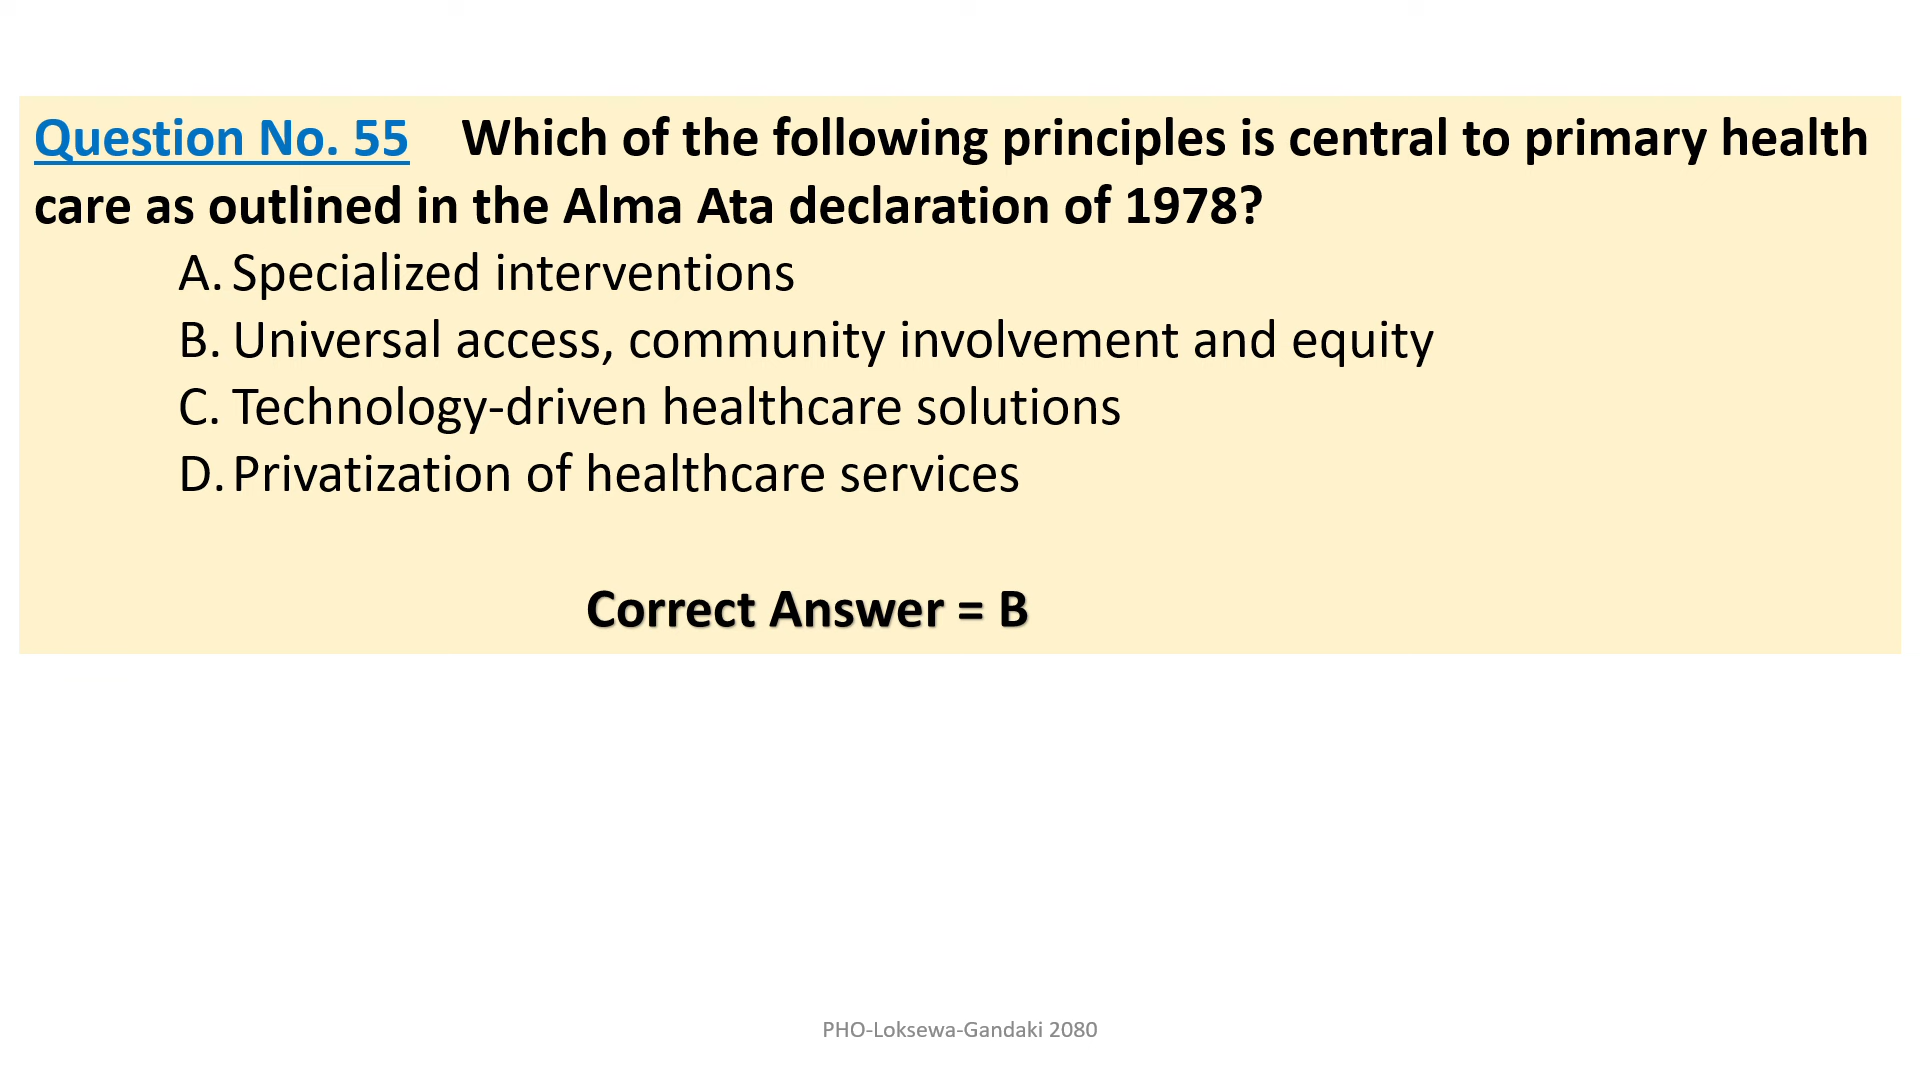 Question No. 55 Which of the following principles is central to primary health
care as outlined in the Alma Ata declaration of 1978?
A. Specialized interventions
B. Universal access, community involvement and equity
C. Technology-driven healthcare solutions
D. Privatization of healthcare services
Correct Answer = B
PHO-Loksewa-Gandaki 2080